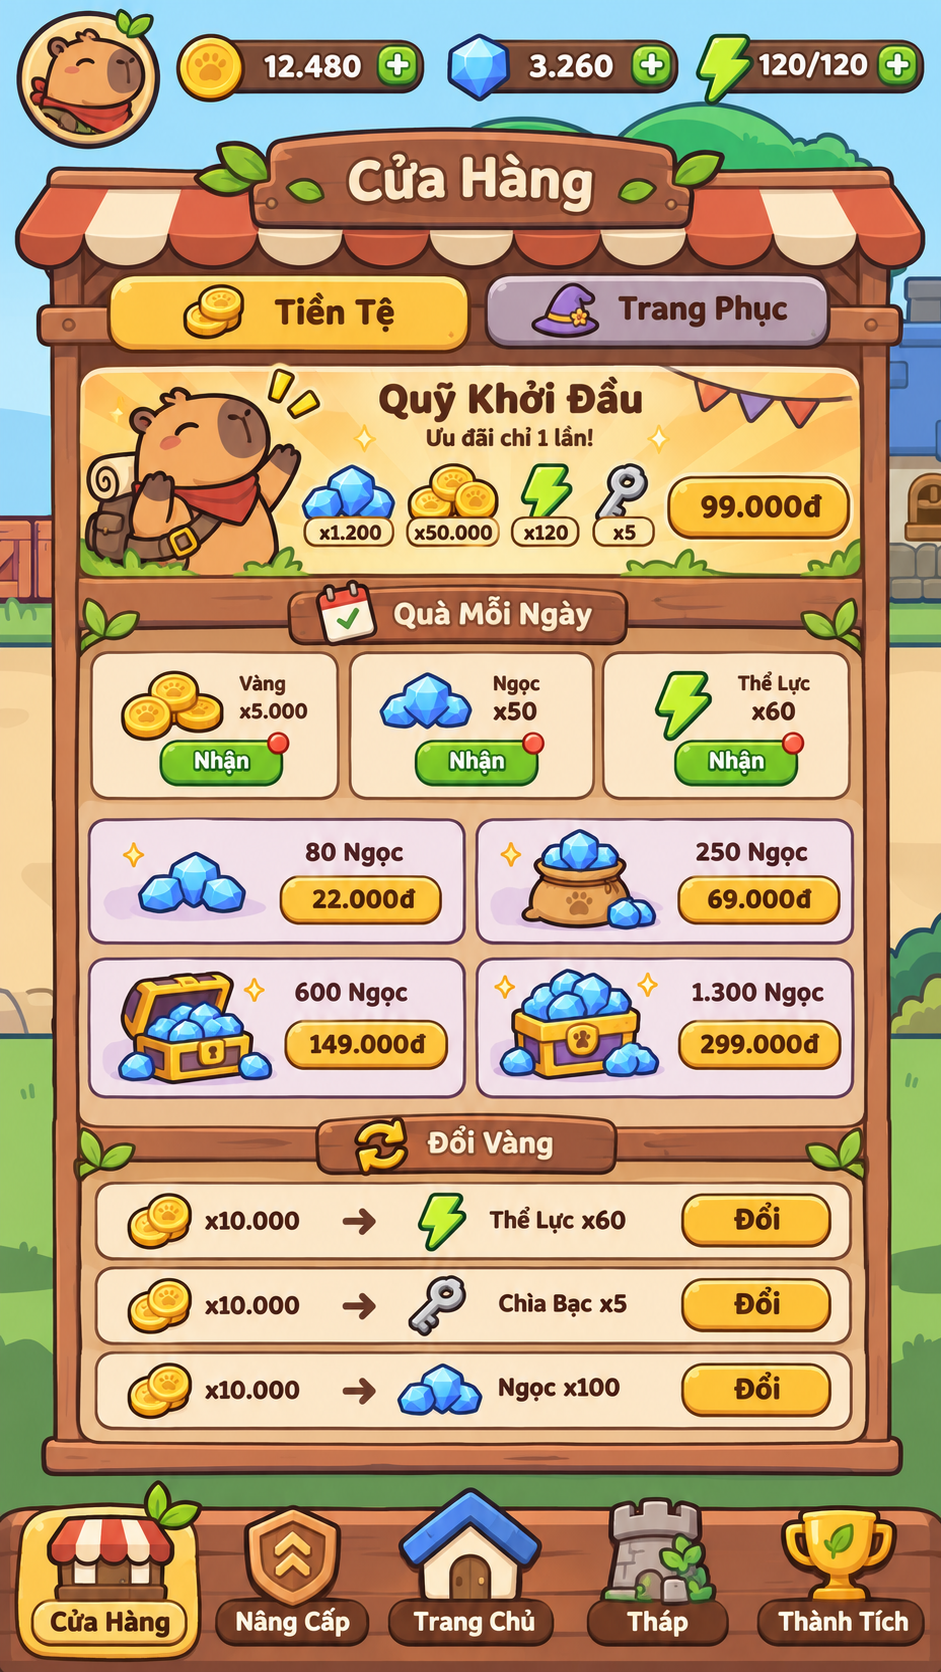 12.480
3.260
120/120
Cửa Hàng
Tiền Tệ
Trang Phục
Quỹ Khởi Đầu
Ưu đãi chỉ 1 lần!
x1.200
x50.000
x120
x5
99.000đ
Quà Mỗi Ngày
Vàng
x5.000
Nhận
Ngọc
x50
Nhận
Thể Lực
x60
Nhận
80 Ngọc
22.000đ
250 Ngọc
69.000đ
600 Ngọc
149.000đ
1.300 Ngọc
299.000đ
Đổi Vàng
x10.000 → Thể Lực x60 Đổi
x10.000 → Chìa Bạc x5 Đổi
x10.000 → Ngọc x100 Đổi
Cửa Hàng
Nâng Cấp
Trang Chủ
Tháp
Thành Tích